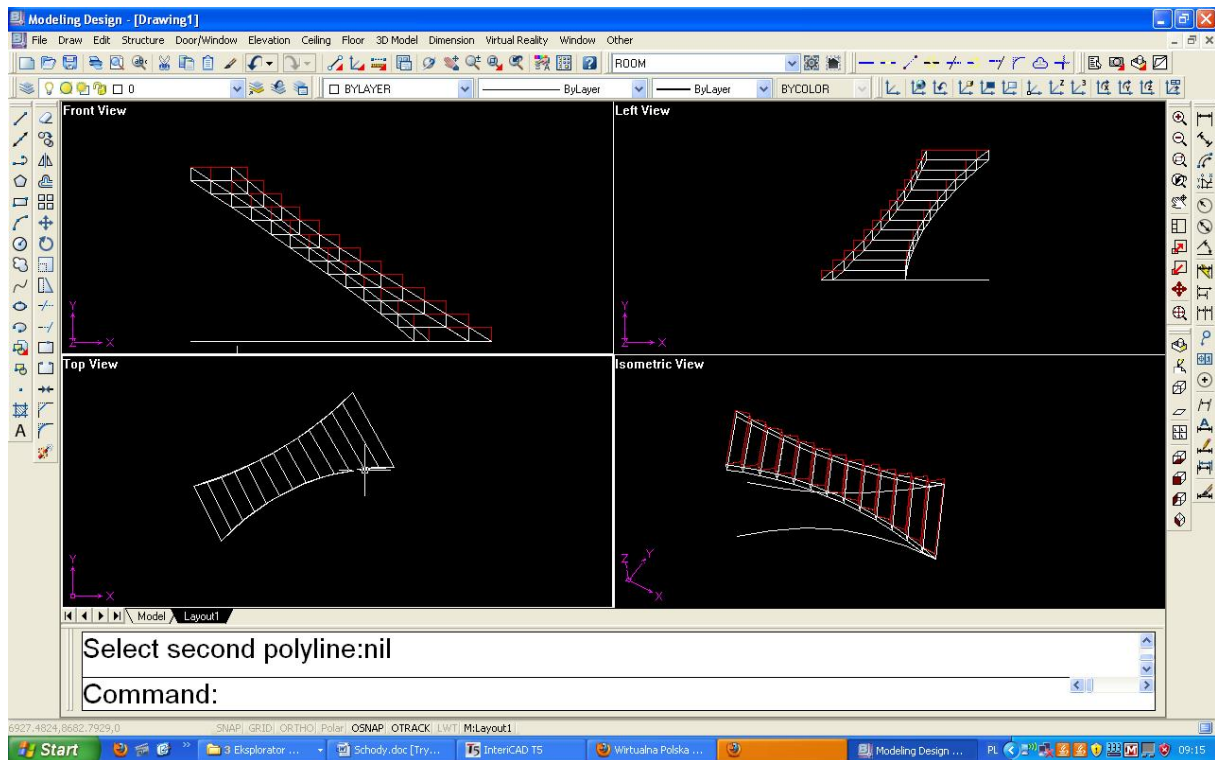 Modeling Design - [Drawing1]
File Draw Edit Structure Door/Window Elevation Ceiling Floor 3D Model Dimension Virtual Reality Window Other
ROOM
0 BYLAYER ByLayer ByLayer BYCOLOR
Front View Left View
Y Y
Z X Z X
Top View Isometric View
A
Y
X
Z Y
X
Model Layout1
Select second polyline:nil
Command:
6927.4824,8682.7929,0 SNAP GRID ORTHO Polar OSNAP OTRACK LWT M:Layout1
Start 3 Eksplorator ... Schody.doc [Try... T5 InteriCAD T5 Wirtualna Polska ... Modeling Design ... PL 09:15